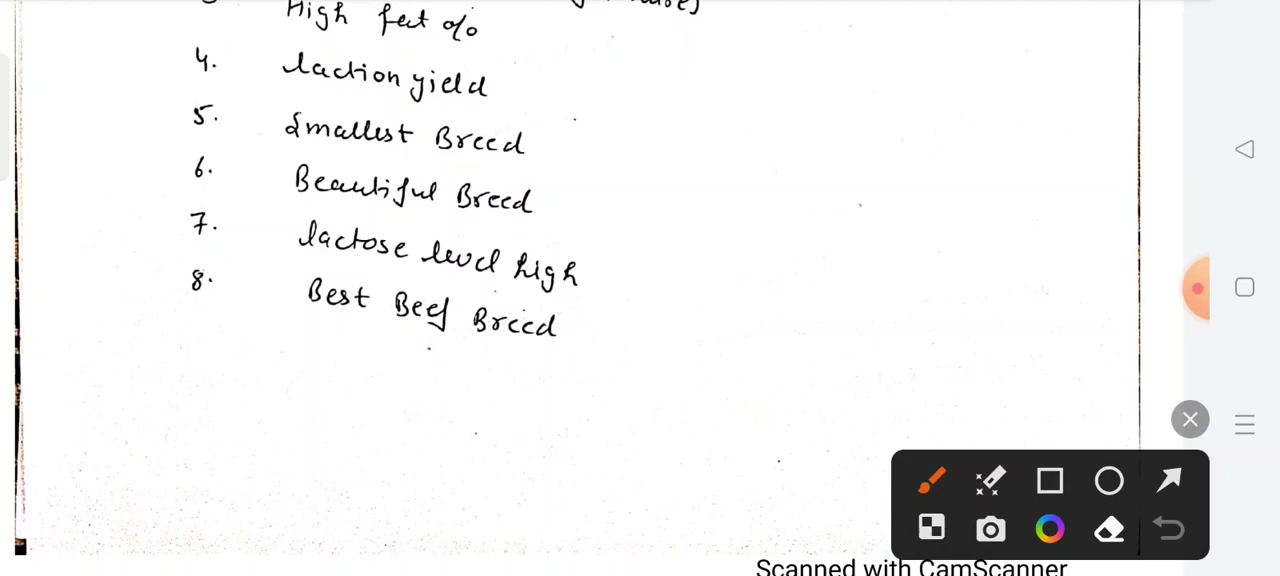 High fat %
4. laction yield
5. Smallest Breed
6. Beautiful Breed
7. lactose level high
8. Best Beef Breed
Scanned with CamScanner